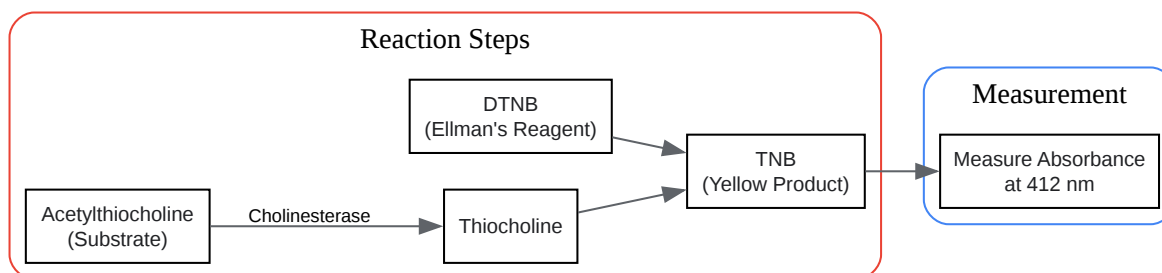 Reaction Steps
DTNB
(Ellman's Reagent)
Measurement
TNB
(Yellow Product)
Measure Absorbance
at 412 nm
Acetylthiocholine
(Substrate)
Cholinesterase
Thiocholine